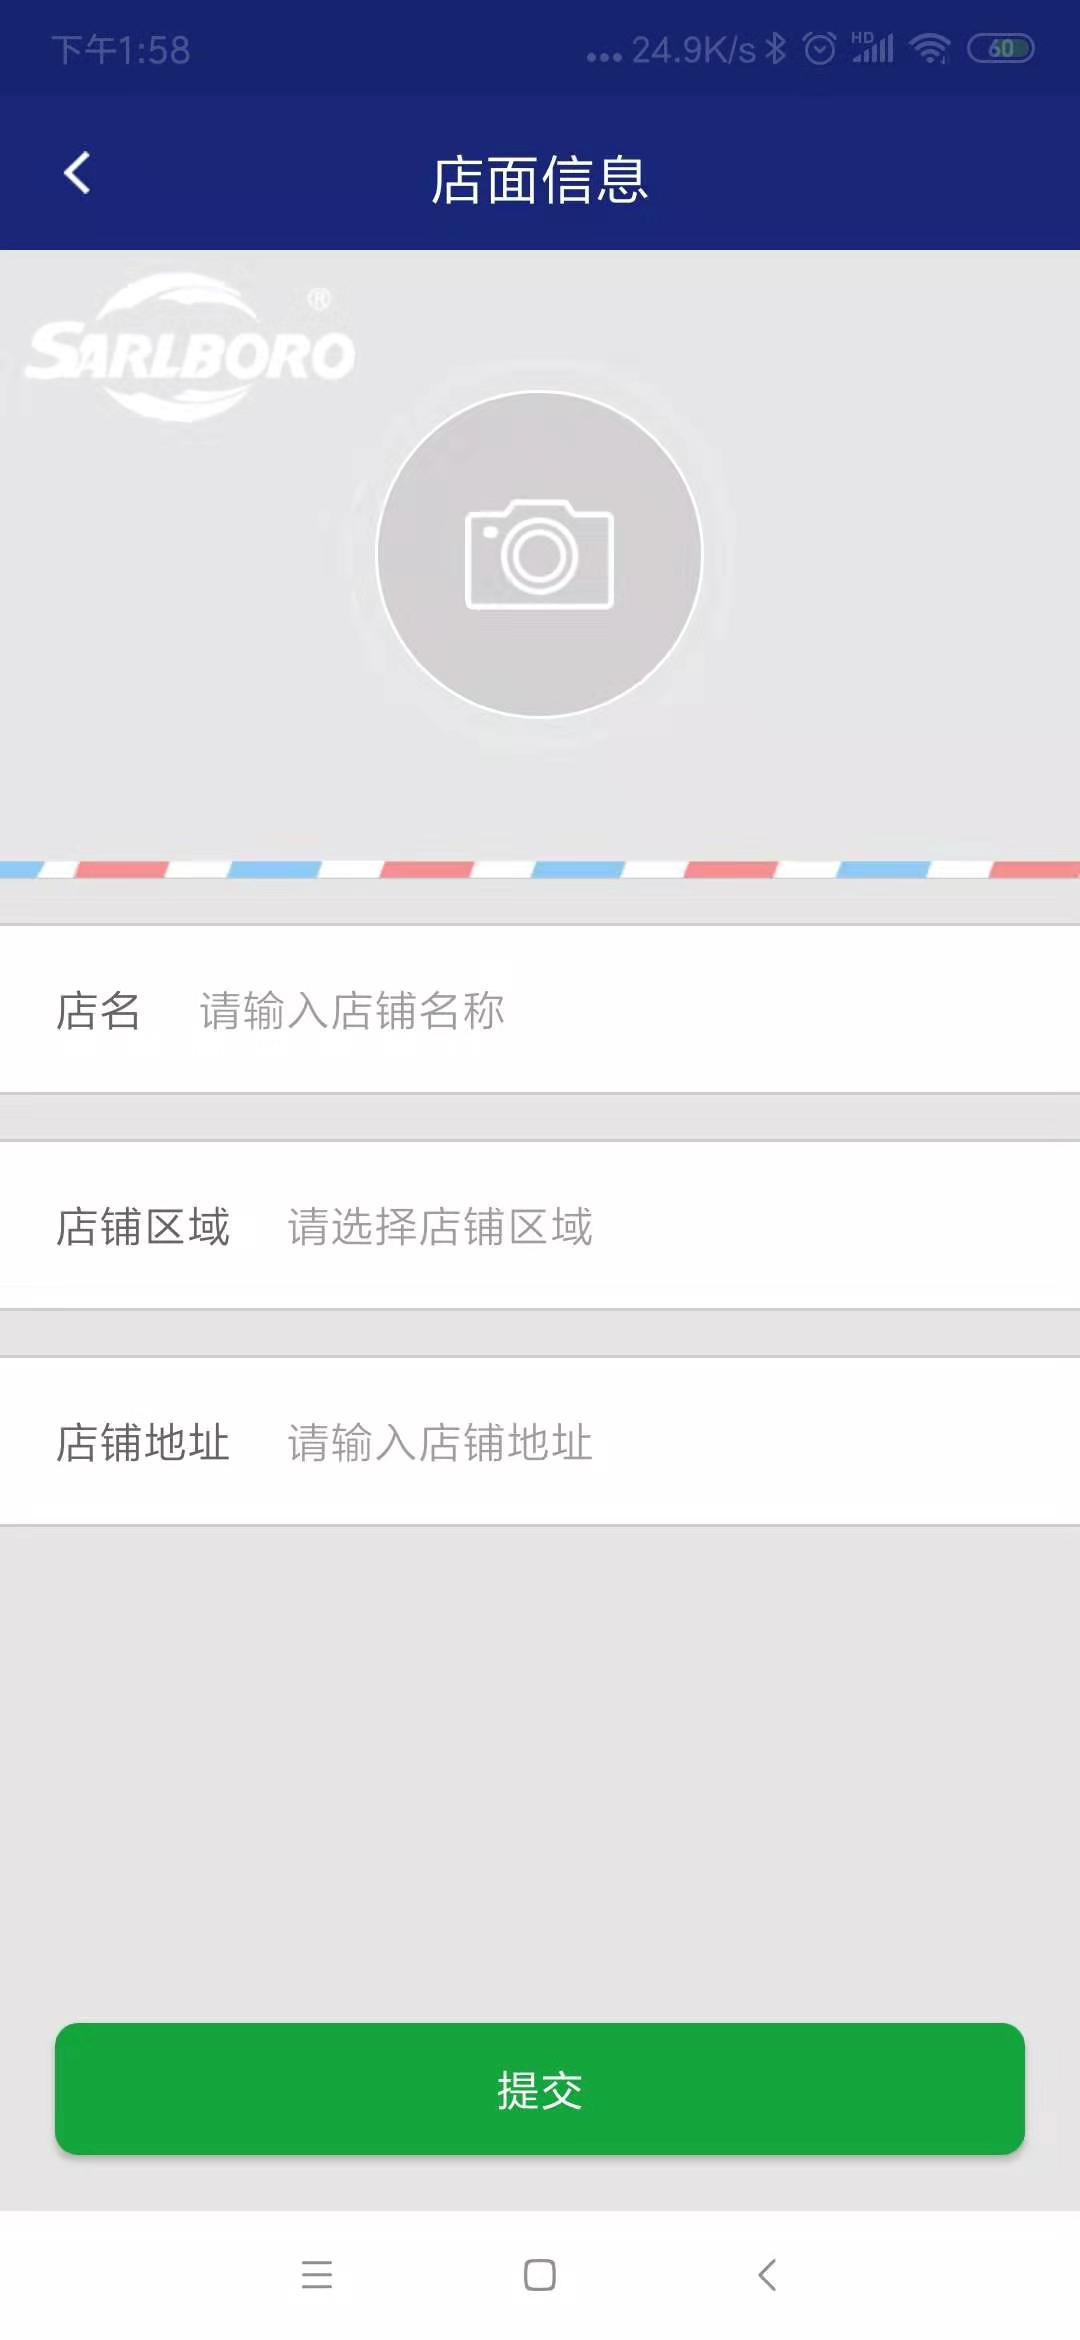 下午1:58
... 24.9K/s HD 60
店面信息
SARLBORO ®
店名 请输入店铺名称
店铺区域 请选择店铺区域
店铺地址 请输入店铺地址
提交